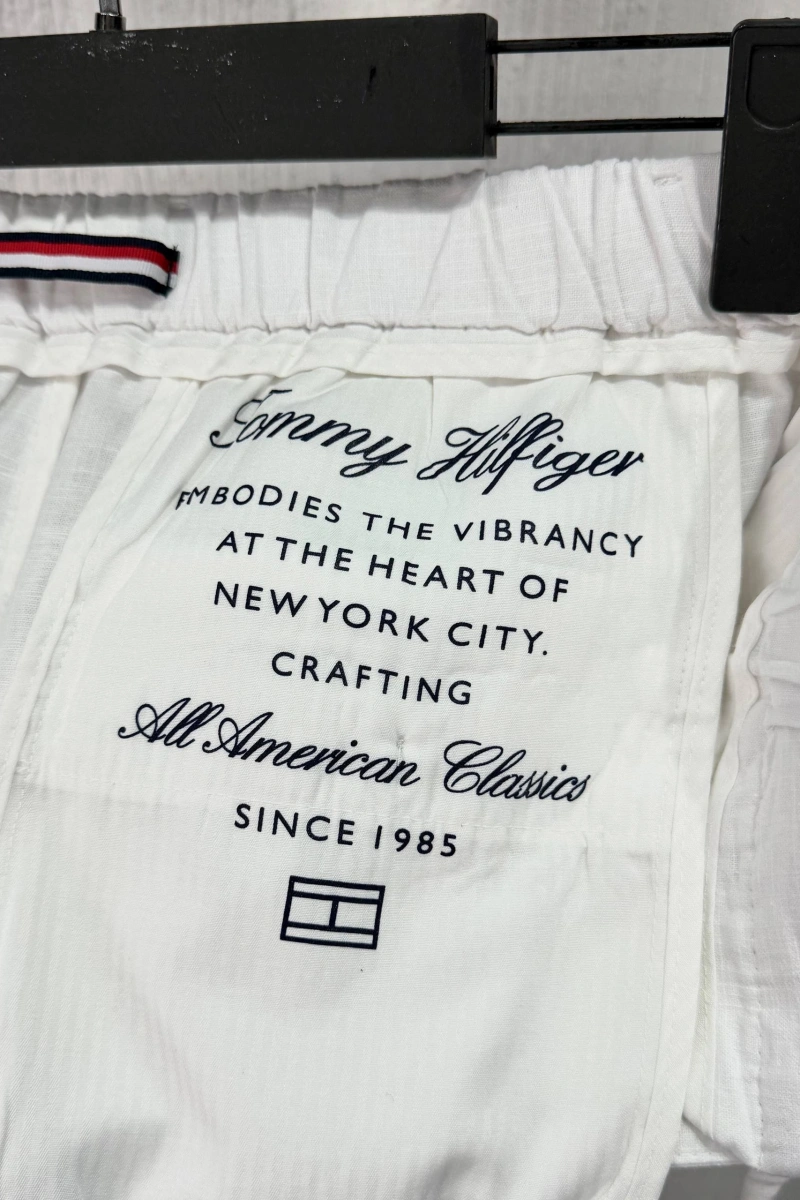 Tommy Hilfiger
EMBODIES THE VIBRANCY
AT THE HEART OF
NEW YORK CITY.
CRAFTING
All American Classics
SINCE 1985